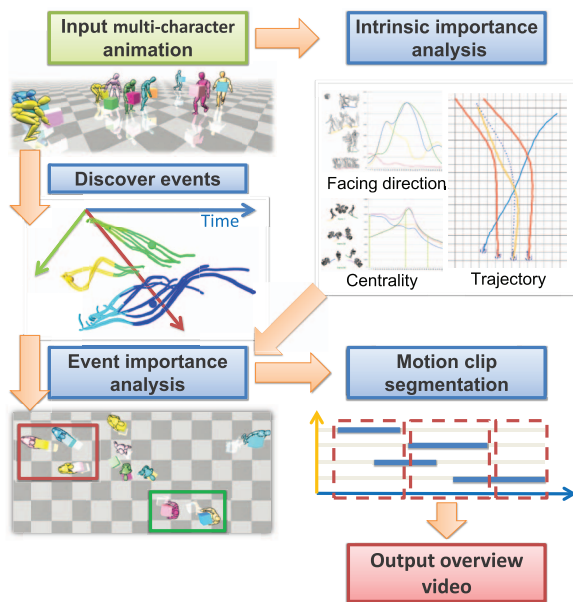 Input multi-character
animation
Intrinsic importance
analysis
Discover events
Time
Facing direction
Centrality
Trajectory
Event importance
analysis
Motion clip
segmentation
Output overview
video